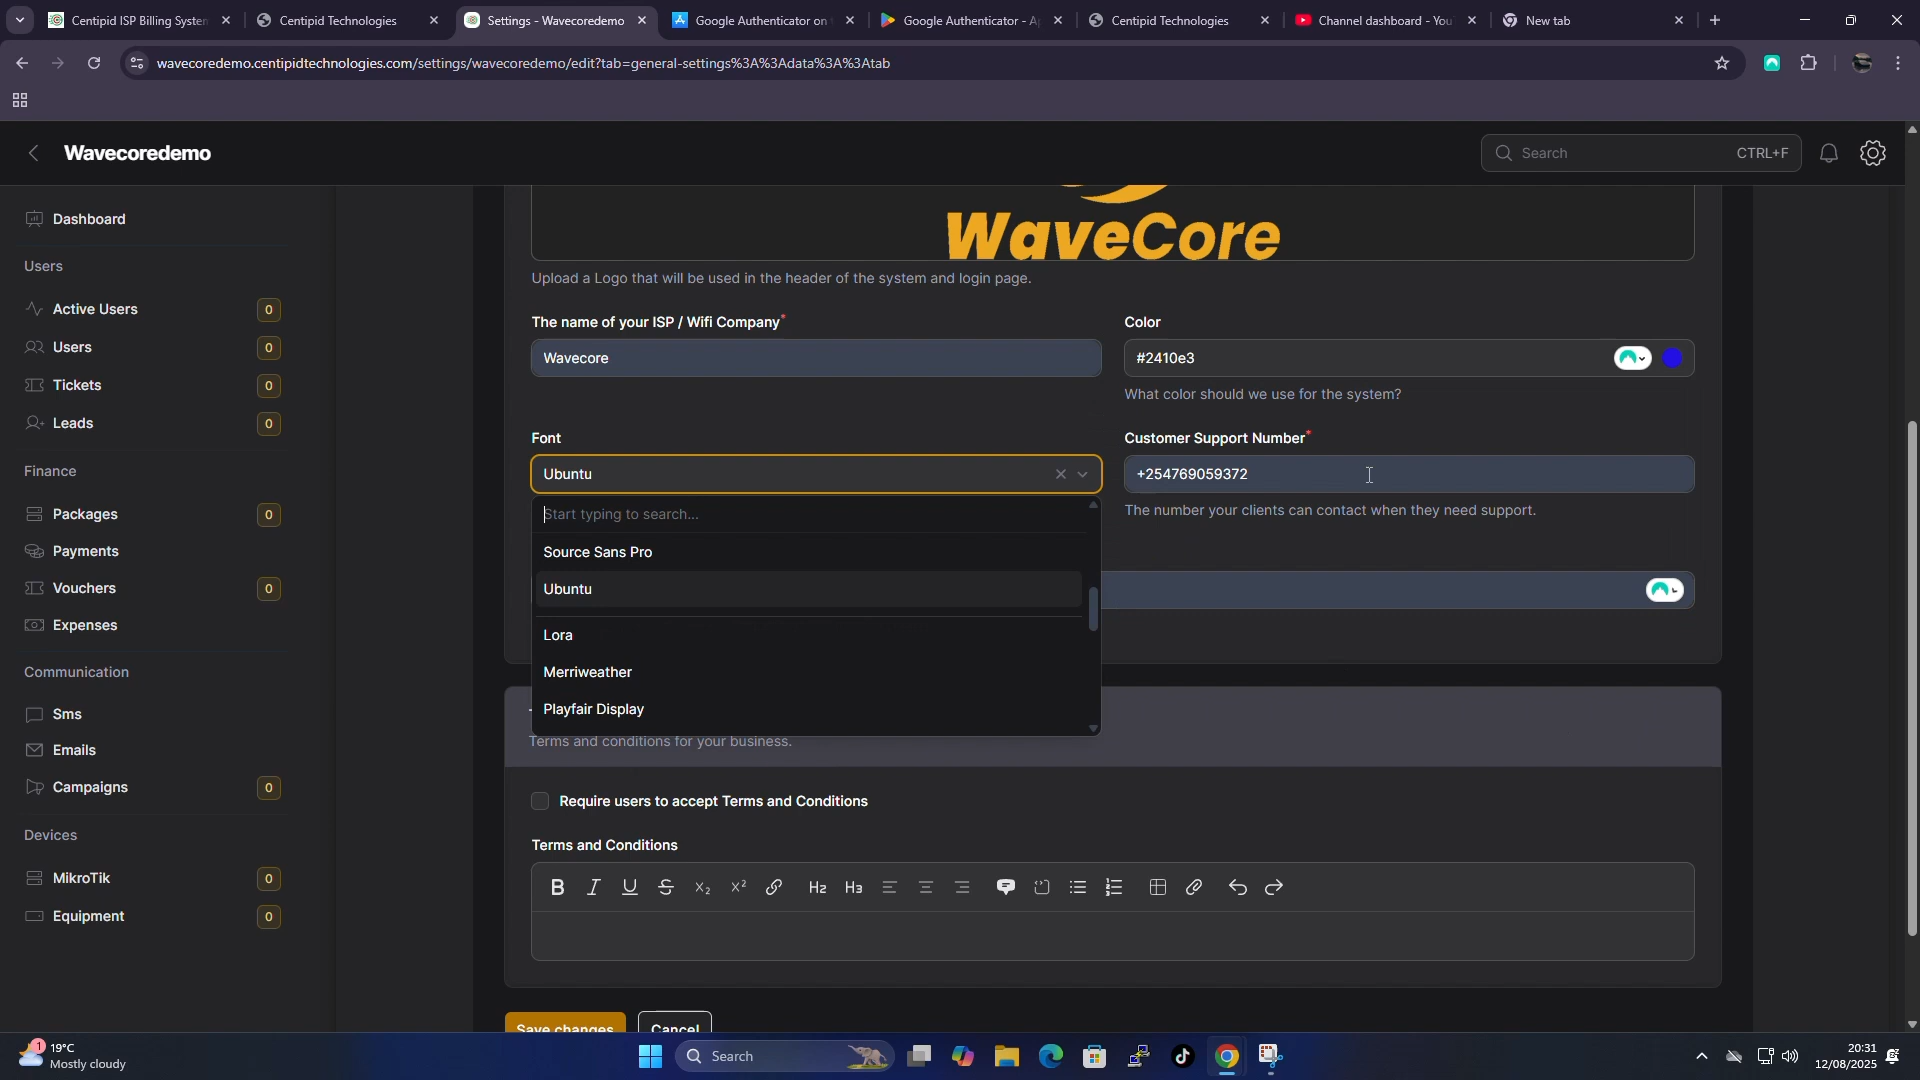 Centipid ISP Billing System
Centipid Technologies
Settings - Wavecoredemo
Google Authenticator on
Google Authenticator - A
Centipid Technologies
Channel dashboard - You
New tab
wavecoredemo.centipidtechnologies.com/settings/wavecoredemo/edit?tab=general-settings%3A%3Adata%3A%3Atab
Wavecoredemo
Search
CTRL+F
Dashboard
Users
Active Users 0
Users 0
Tickets 0
Leads 0
Finance
Packages 0
Payments
Vouchers 0
Expenses
Communication
Sms
Emails
Campaigns 0
Devices
MikroTik 0
Equipment 0
WaveCore
Upload a Logo that will be used in the header of the system and login page.
The name of your ISP / Wifi Company*
Wavecore
Color
#2410e3
What color should we use for the system?
Font
Ubuntu
Start typing to search...
Source Sans Pro
Ubuntu
Lora
Merriweather
Playfair Display
Customer Support Number*
+254769059372
The number your clients can contact when they need support.
Terms and conditions for your business.
Require users to accept Terms and Conditions
Terms and Conditions
B I U S X2 X2 H2 H3
Save changes
Cancel
1
19°C
Mostly cloudy
Search
20:31
12/08/2025